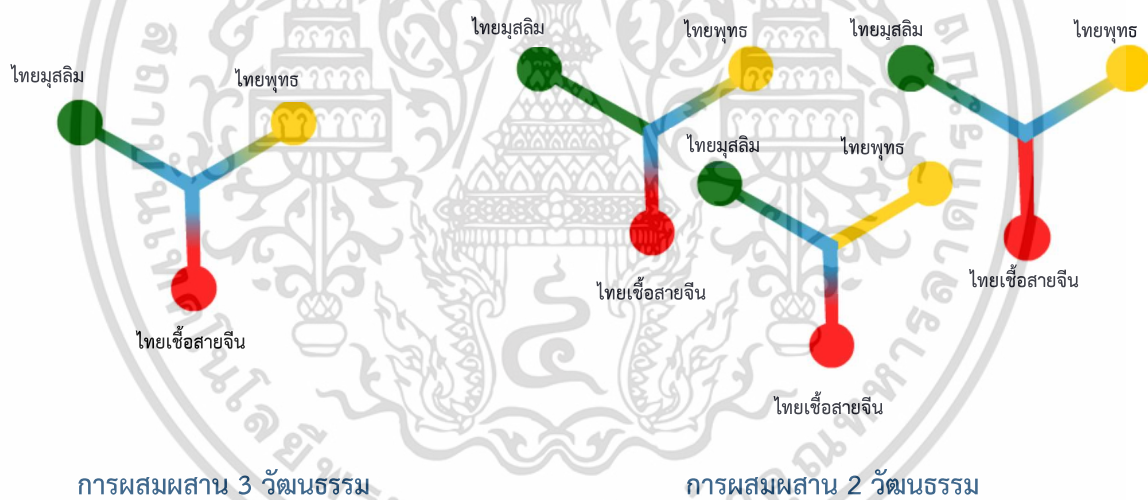 ไทยมุสลิม
ไทยพุทธ
ไทยเชื้อสายจีน
ไทยมุสลิม
ไทยพุทธ
ไทยเชื้อสายจีน
ไทยมุสลิม
ไทยพุทธ
ไทยเชื้อสายจีน
ไทยมุสลิม
ไทยพุทธ
ไทยเชื้อสายจีน
การผสมผสาน 3 วัฒนธรรม
การผสมผสาน 2 วัฒนธรรม